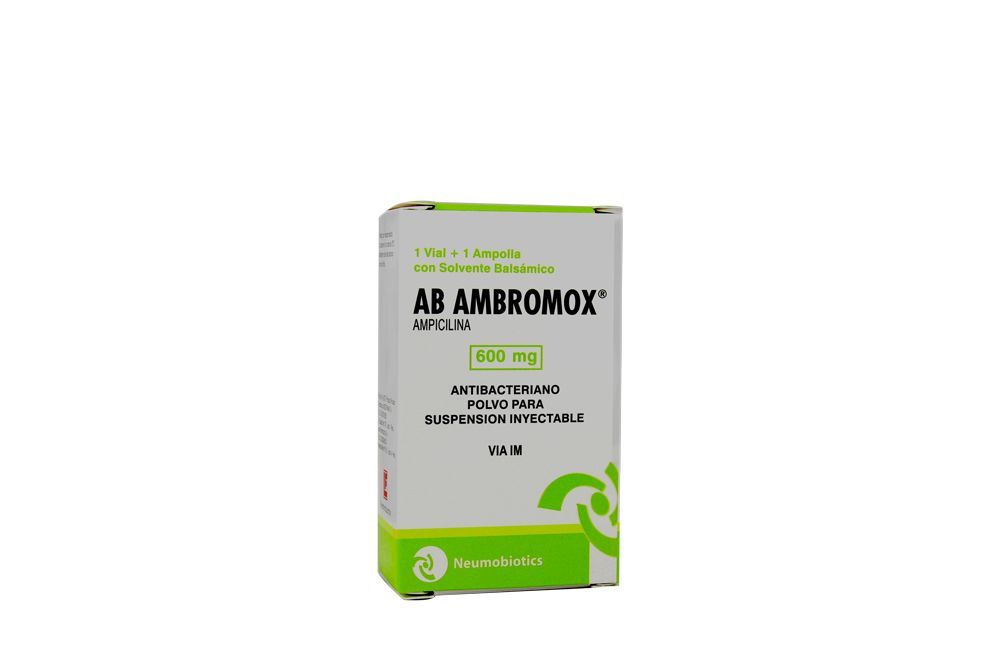 1 Vial + 1 Ampolla
con Solvente Balsámico
AB AMBROMOX®
AMPICILINA
600 mg
ANTIBACTERIANO
POLVO PARA
SUSPENSION INYECTABLE
VIA IM
Neumobiotics